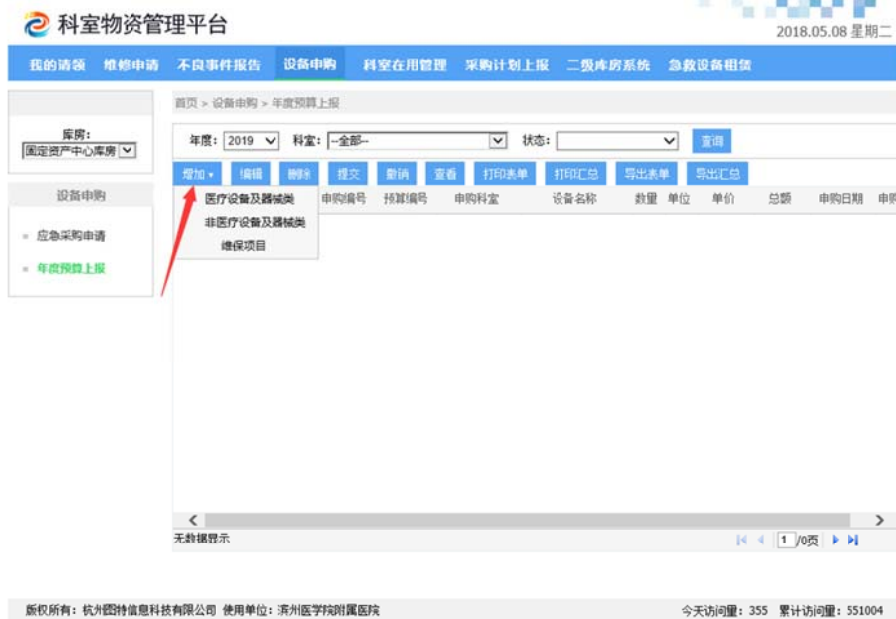 科室物资管理平台
2018.05.08 星期二
我的请领 维修申请 不良事件报告 设备申购 科室在用管理 采购计划上报 二级库房系统 急救设备租赁
首页 > 设备申购 > 年度预算上报
库房:
固定资产中心库房
年度: 2019 科室: --全部-- 状态: 查询
增加 编辑 删除 提交 撤销 查看 打印表单 打印汇总 导出表单 导出汇总
设备申购
申购编号 预算编号 申购科室 设备名称 数量 单位 单价 总额 申购日期
医疗设备及器械类
非医疗设备及器械类
维保项目
应急采购申请
年度预算上报
无数据显示
1 /0页
版权所有: 杭州图特信息科技有限公司 使用单位: 滨州医学院附属医院
今天访问量: 355 累计访问量: 551004